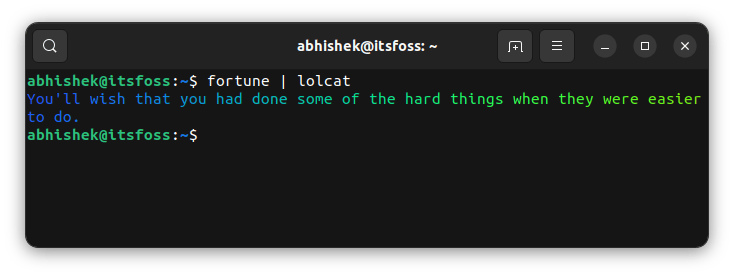 abhishek@itsfoss: ~
abhishek@itsfoss:~$ fortune | lolcat
You'll wish that you had done some of the hard things when they were easier
to do.
abhishek@itsfoss:~$